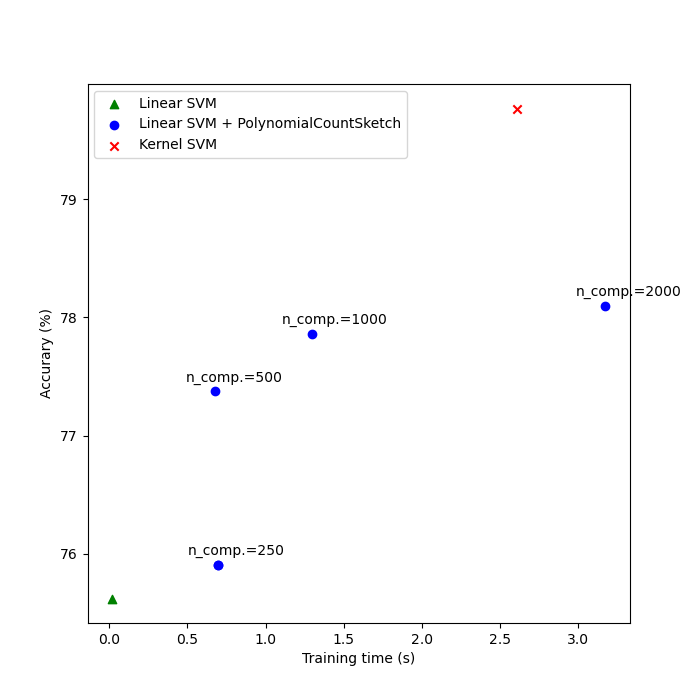 Linear SVM
Linear SVM + PolynomialCountSketch
Kernel SVM
79
n_comp.=2000
78
n_comp.=1000
n_comp.=500
77
n_comp.=250
76
Accurary (%)
0.0 0.5 1.0 1.5 2.0 2.5 3.0
Training time (s)